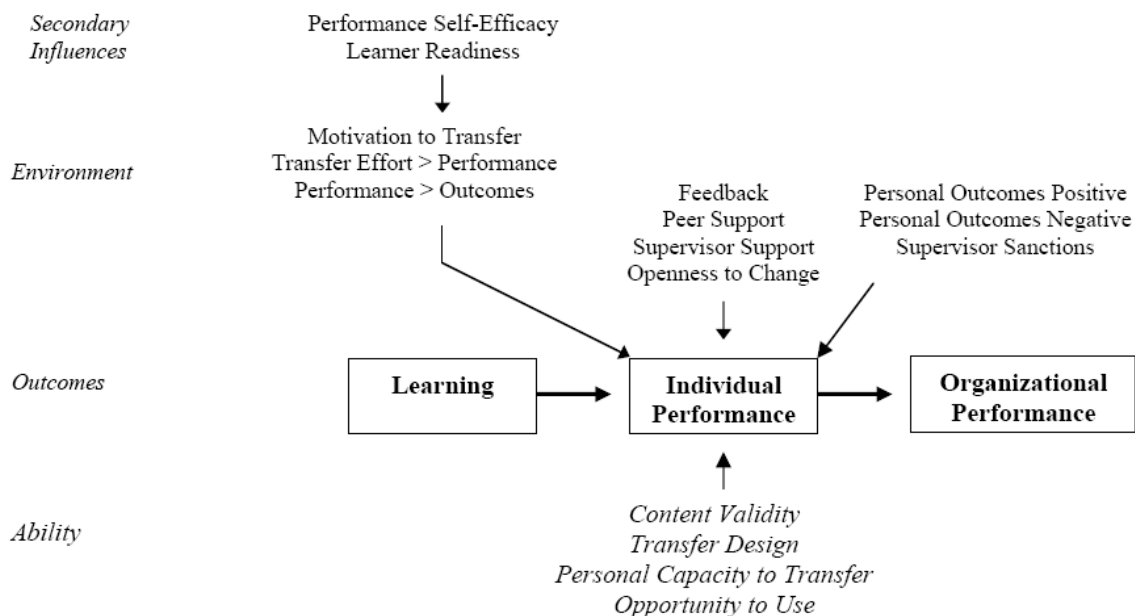 Secondary
Influences
Performance Self-Efficacy
Learner Readiness
Environment
Motivation to Transfer
Transfer Effort > Performance
Performance > Outcomes
Feedback
Peer Support
Supervisor Support
Openness to Change
Personal Outcomes Positive
Personal Outcomes Negative
Supervisor Sanctions
Outcomes
Learning
Individual
Performance
Organizational
Performance
Ability
Content Validity
Transfer Design
Personal Capacity to Transfer
Opportunity to Use